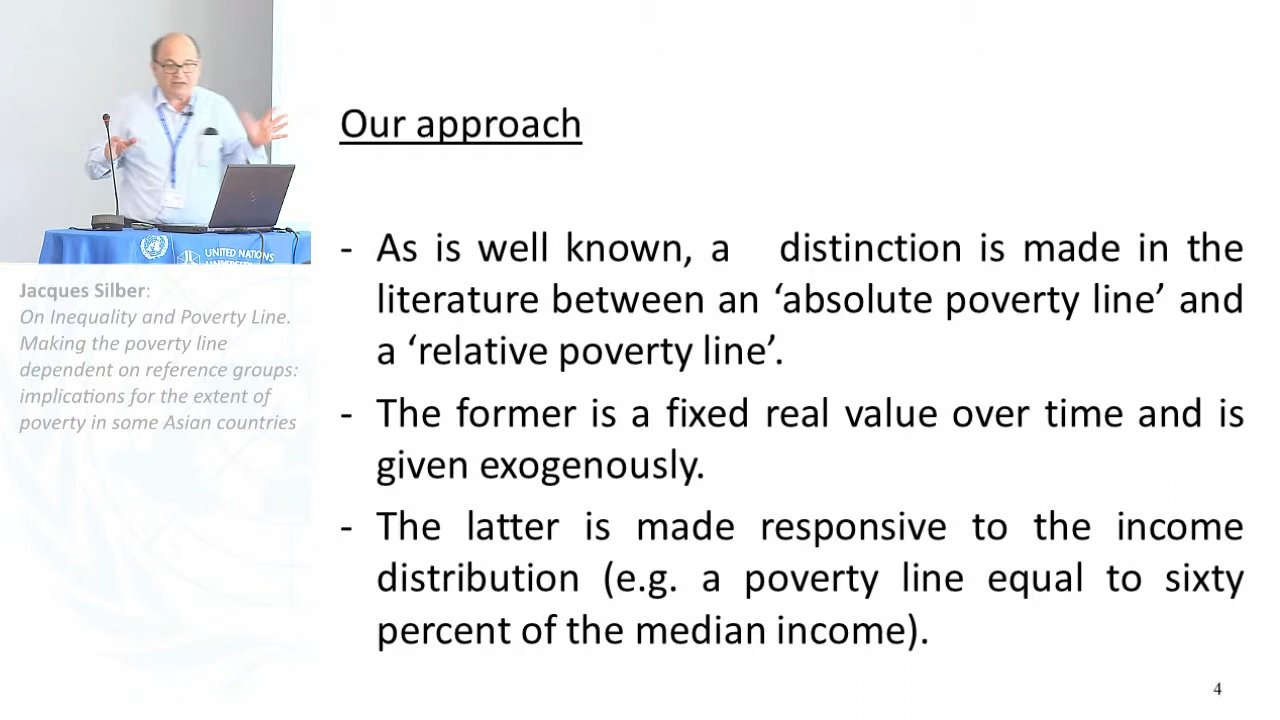 UNITED NATIONS
UNIVERSITY
Jacques Silber:
On Inequality and Poverty Line.
Making the poverty line
dependent on reference groups:
implications for the extent of
poverty in some Asian countries
Our approach
- As is well known, a distinction is made in the
literature between an ‘absolute poverty line’ and
a ‘relative poverty line’.
- The former is a fixed real value over time and is
given exogenously.
- The latter is made responsive to the income
distribution (e.g. a poverty line equal to sixty
percent of the median income).
4